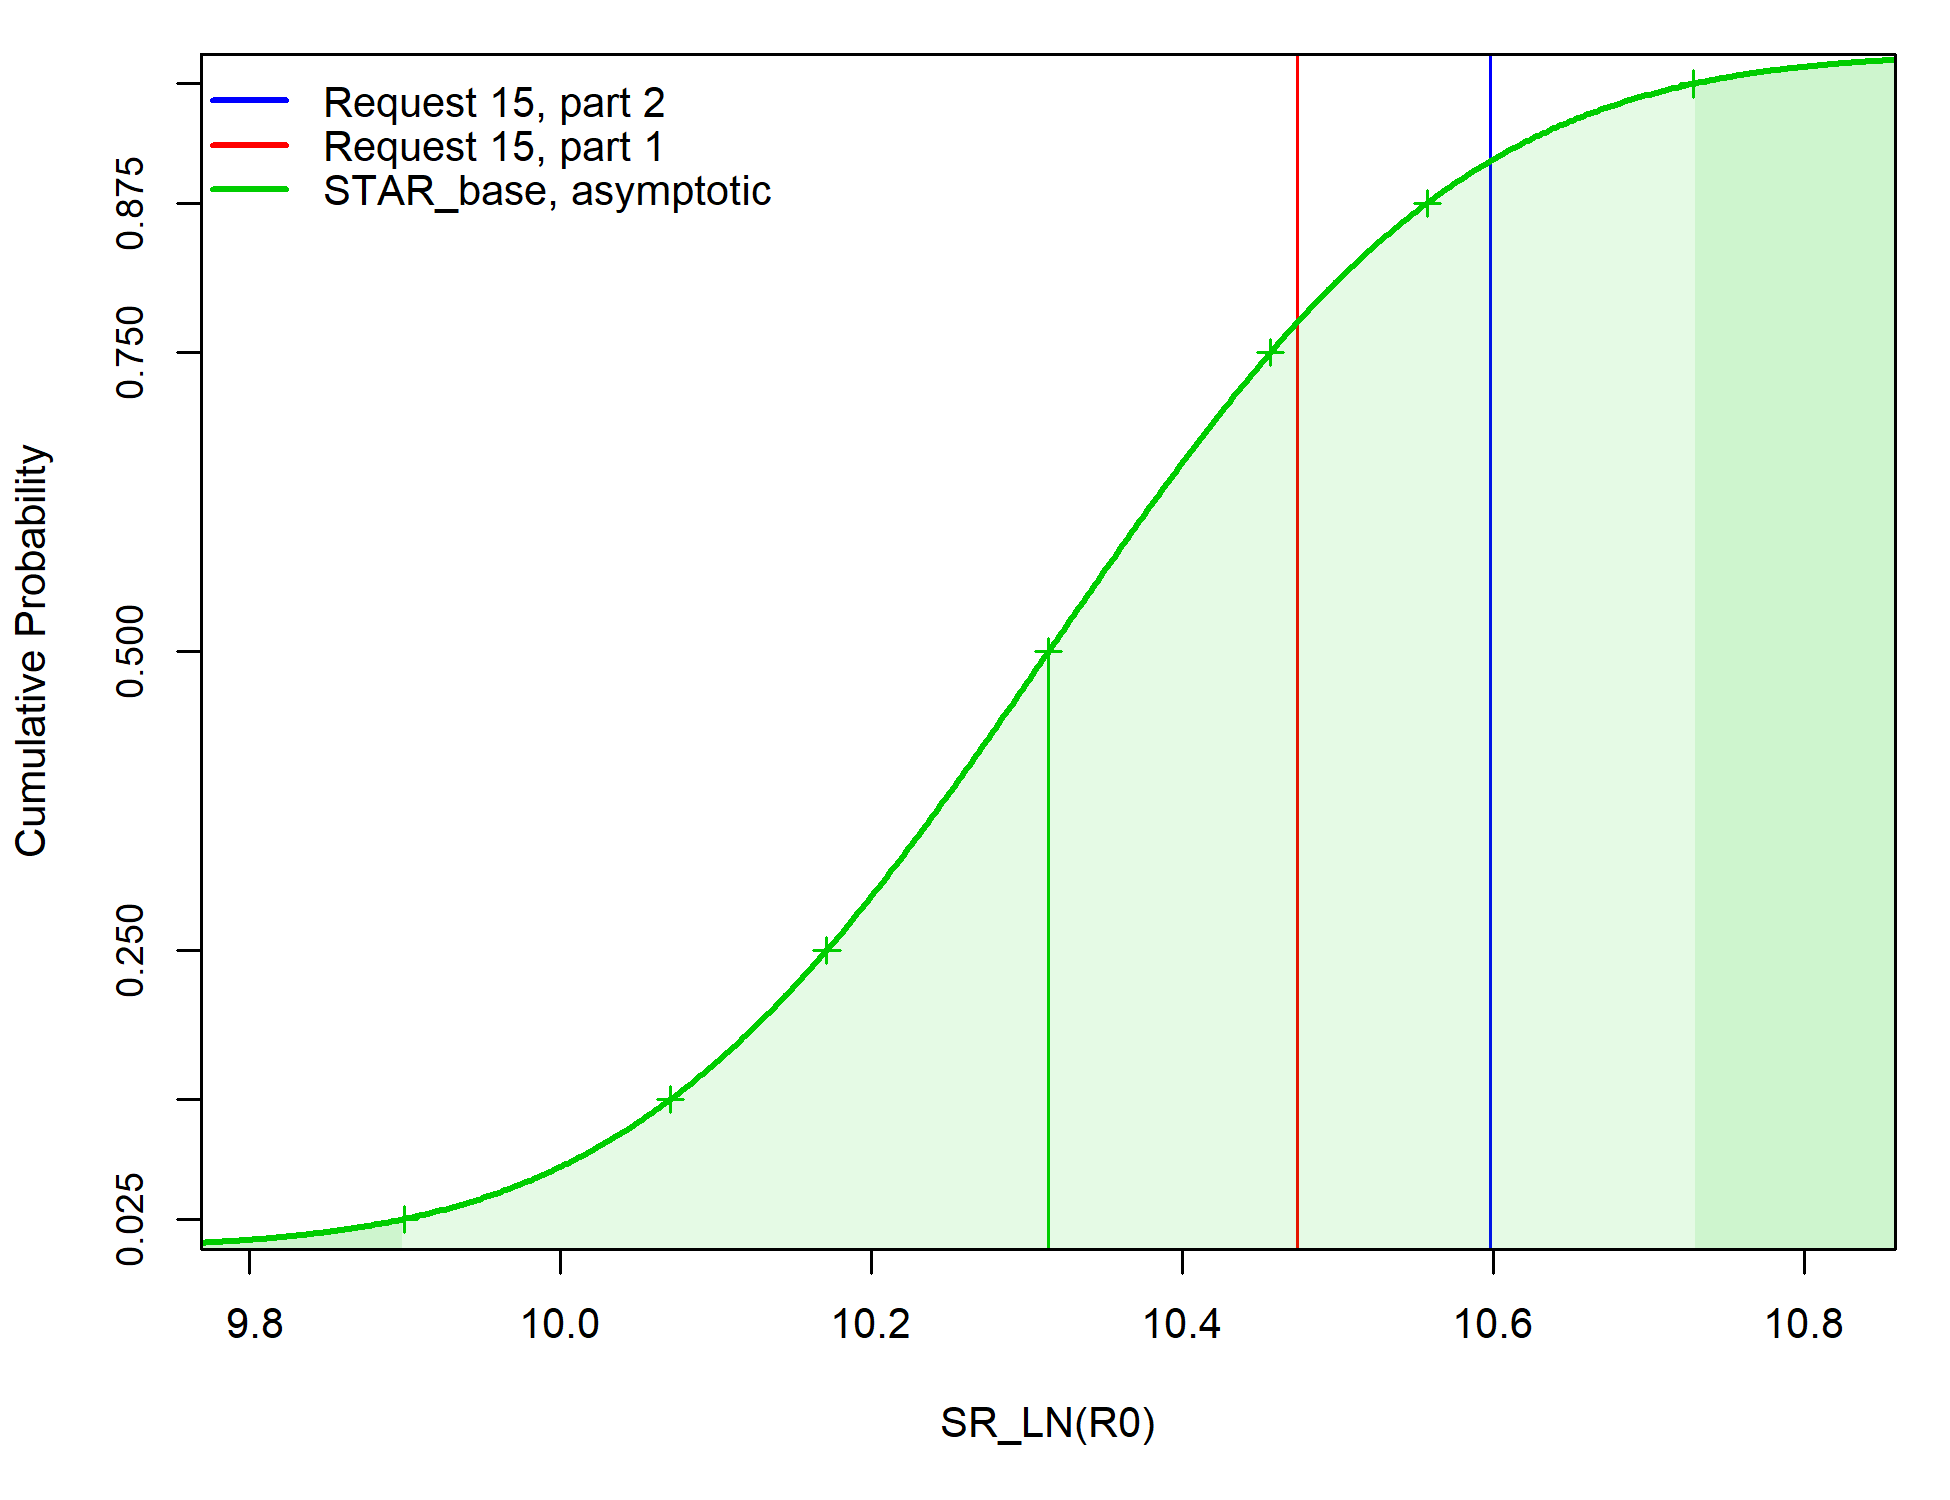 Request 15, part 2
Request 15, part 1
STAR_base, asymptotic
Cumulative Probability
0.875
0.750
0.500
0.250
0.025
9.8 10.0 10.2 10.4 10.6 10.8
SR_LN(R0)